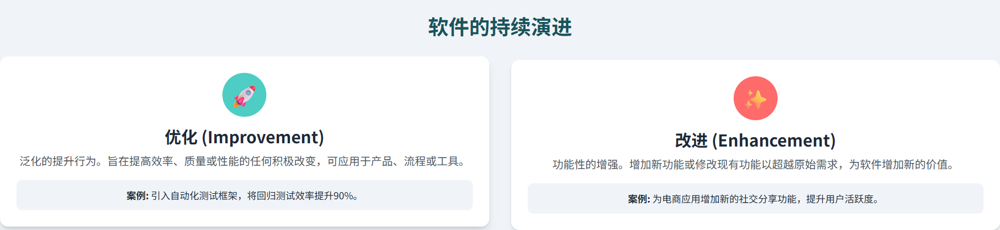 软件的持续演进
优化 (Improvement)
泛化的提升行为。旨在提高效率、质量或性能的任何积极改变，可应用于产品、流程或工具。
案例: 引入自动化测试框架，将回归测试效率提升90%。
改进 (Enhancement)
功能性的增强。增加新功能或修改现有功能以超越原始需求，为软件增加新的价值。
案例: 为电商应用增加新的社交分享功能，提升用户活跃度。